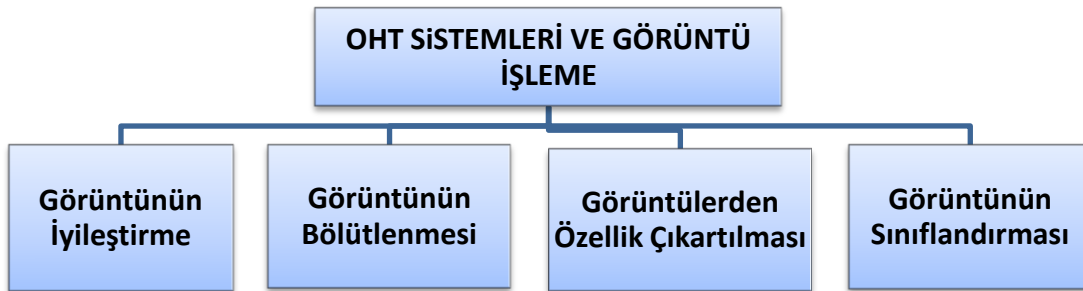 OHT SiSTEMLERİ VE GÖRÜNTÜ
İŞLEME
Görüntünün
İyileştirme
Görüntünün
Bölütlenmesi
Görüntülerden
Özellik Çıkartılması
Görüntünün
Sınıflandırması